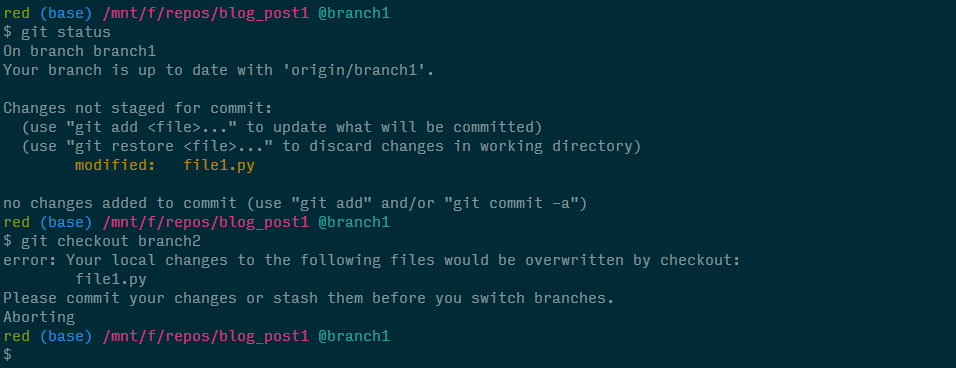 red (base) /mnt/f/repos/blog_post1 @branch1
$ git status
On branch branch1
Your branch is up to date with 'origin/branch1'.
Changes not staged for commit:
  (use "git add <file>..." to update what will be committed)
  (use "git restore <file>..." to discard changes in working directory)
        modified:   file1.py
no changes added to commit (use "git add" and/or "git commit -a")
red (base) /mnt/f/repos/blog_post1 @branch1
$ git checkout branch2
error: Your local changes to the following files would be overwritten by checkout:
        file1.py
Please commit your changes or stash them before you switch branches.
Aborting
red (base) /mnt/f/repos/blog_post1 @branch1
$